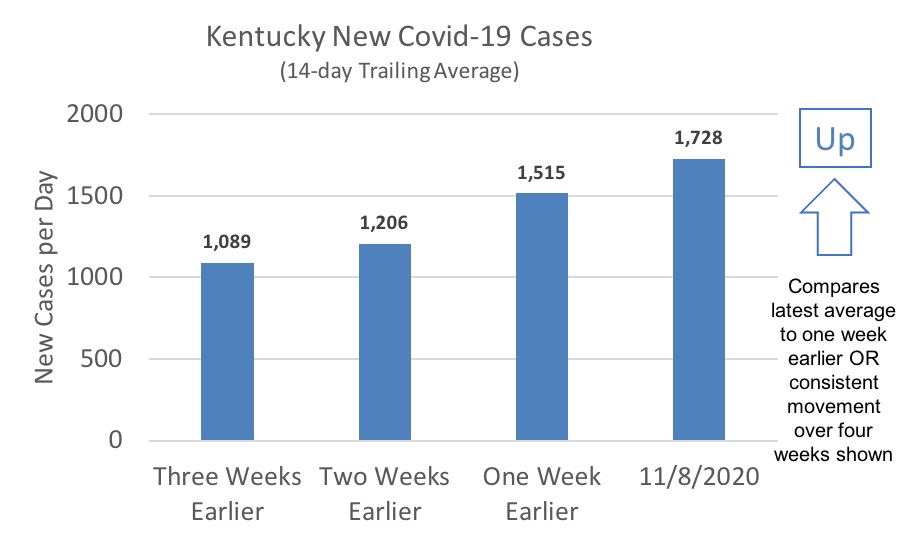 Kentucky New Covid-19 Cases
(14-day Trailing Average)
New Cases per Day
2000
1500
1000
500
0
1,089
1,206
1,515
1,728
Three Weeks
Earlier
Two Weeks
Earlier
One Week
Earlier
11/8/2020
Up
Compares
latest average
to one week
earlier OR
consistent
movement
over four
weeks shown